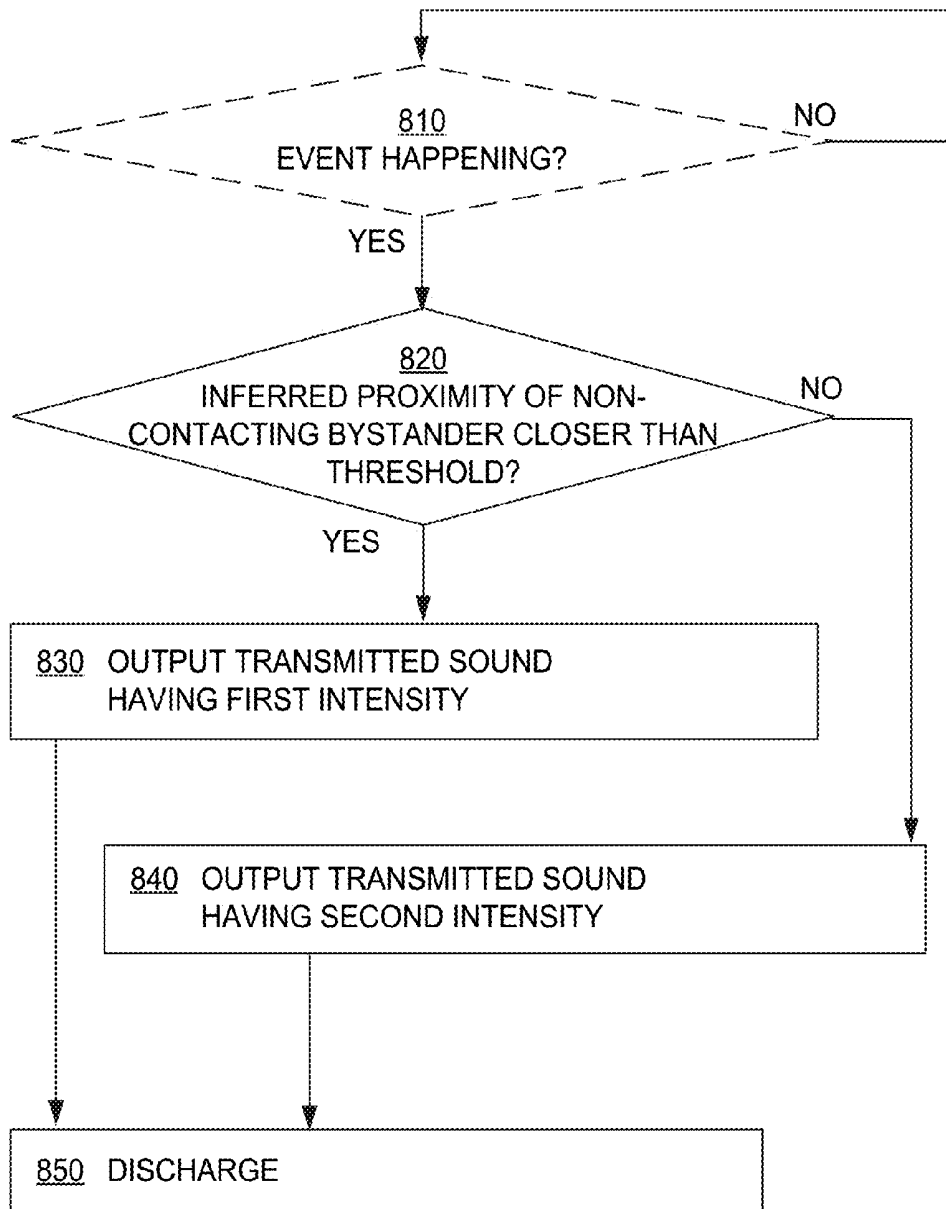 810
EVENT HAPPENING?
NO
YES
820
INFERRED PROXIMITY OF NON-
CONTACTING BYSTANDER CLOSER THAN
THRESHOLD?
NO
YES
830 OUTPUT TRANSMITTED SOUND
HAVING FIRST INTENSITY
840 OUTPUT TRANSMITTED SOUND
HAVING SECOND INTENSITY
850 DISCHARGE